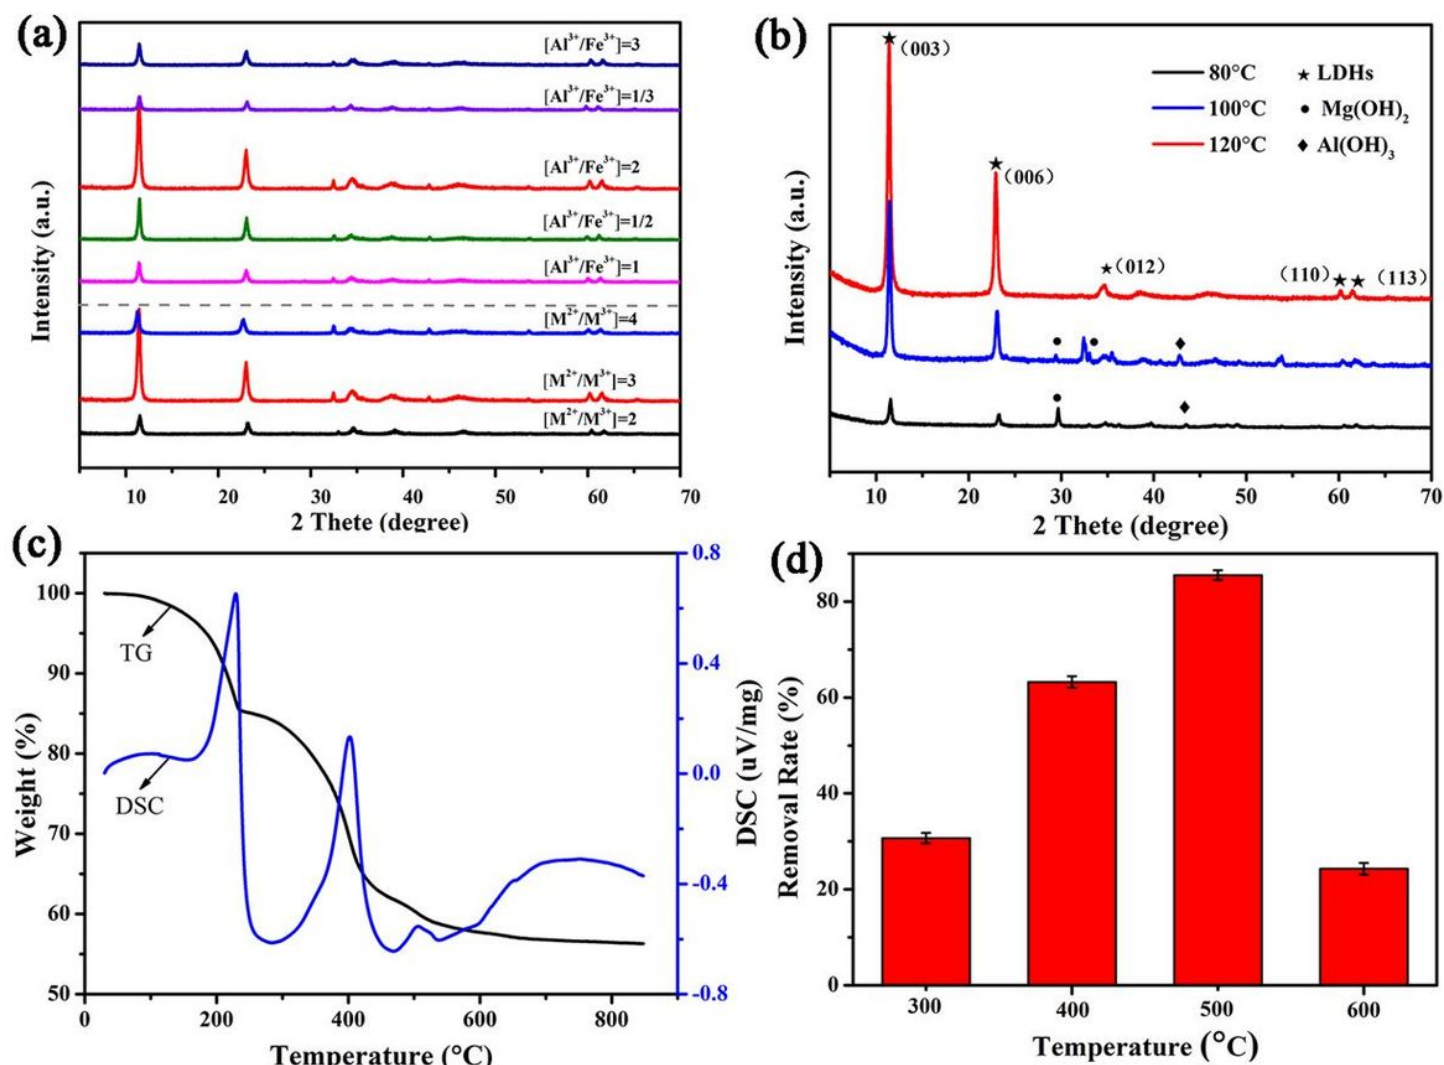 (a)
[Al³⁺/Fe³⁺]=3
[Al³⁺/Fe³⁺]=1/3
[Al³⁺/Fe³⁺]=2
[Al³⁺/Fe³⁺]=1/2
[Al³⁺/Fe³⁺]=1
[M²⁺/M³⁺]=4
[M²⁺/M³⁺]=3
[M²⁺/M³⁺]=2
Intensity (a.u.)
10 20 30 40 50 60 70
2 Thete (degree)
(b)
(003)
(006)
(012)
(110) (113)
80°C ★ LDHs
100°C ● Mg(OH)₂
120°C ◆ Al(OH)₃
Intensity (a.u.)
10 20 30 40 50 60 70
2 Thete (degree)
(c)
100
90
80
70
60
50
Weight (%)
TG
DSC
0.8
0.4
0.0
-0.4
-0.8
DSC (uV/mg)
0 200 400 600 800
Temperature (°C)
(d)
80
60
40
20
0
Removal Rate (%)
300 400 500 600
Temperature (°C)